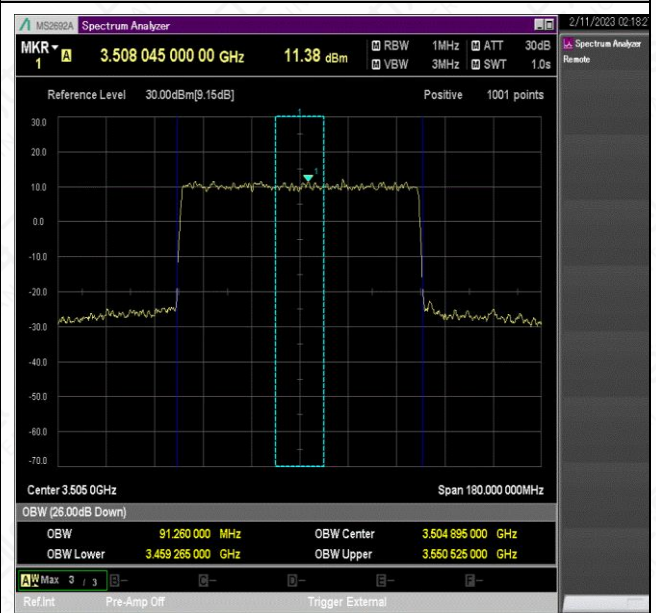 MS2692A Spectrum Analyzer
2/11/2023 02:18:2
MKR 1 A 3.508 045 000 00 GHz 11.38 dBm
M RBW 1MHz M ATT 30dB
M VBW 3MHz M SWT 1.0s
Spectrum Analyzer
Remote
Reference Level 30.00dBm[9.15dB] Positive 1001 points
1
30.0
20.0
1
10.0
0.0
-10.0
-20.0
-30.0
-40.0
-50.0
-60.0
-70.0
Center 3.505 0GHz Span 180.000 000MHz
OBW (26.00dB Down)
OBW 91.260 000 MHz OBW Center 3.504 895 000 GHz
OBW Lower 3.459 265 000 GHz OBW Upper 3.550 525 000 GHz
A W Max 3 / 3 B- C- D- E- F-
Ref.Int Pre-Amp Off Trigger External